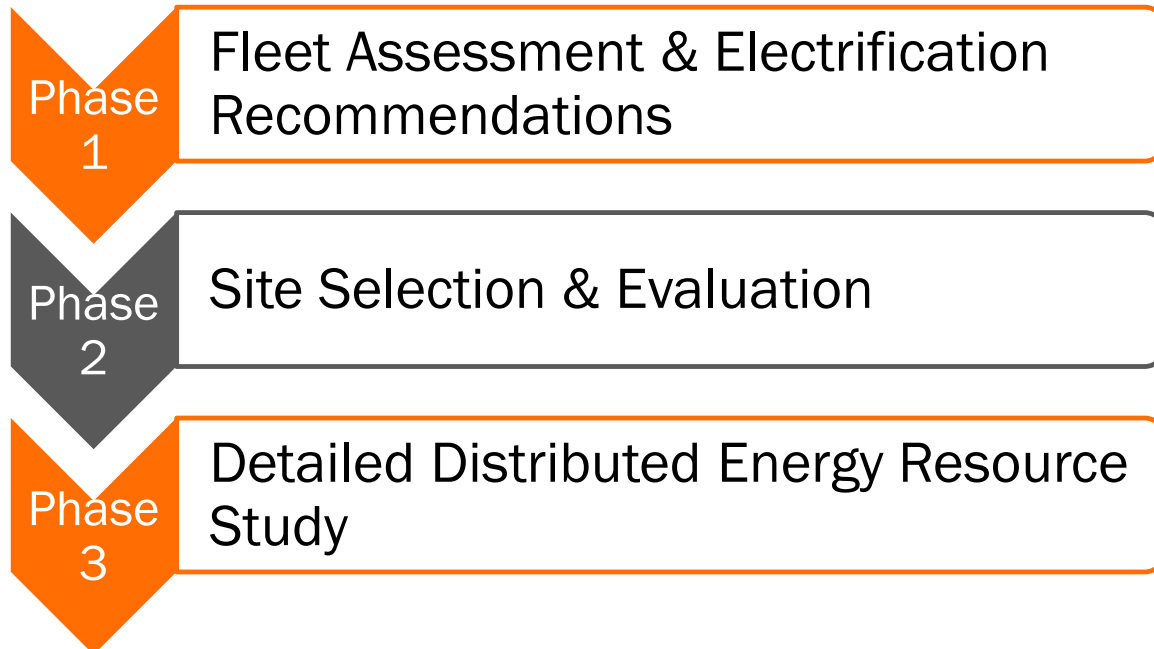 Phase
1
Fleet Assessment & Electrification
Recommendations
Phase
2
Site Selection & Evaluation
Phase
3
Detailed Distributed Energy Resource
Study